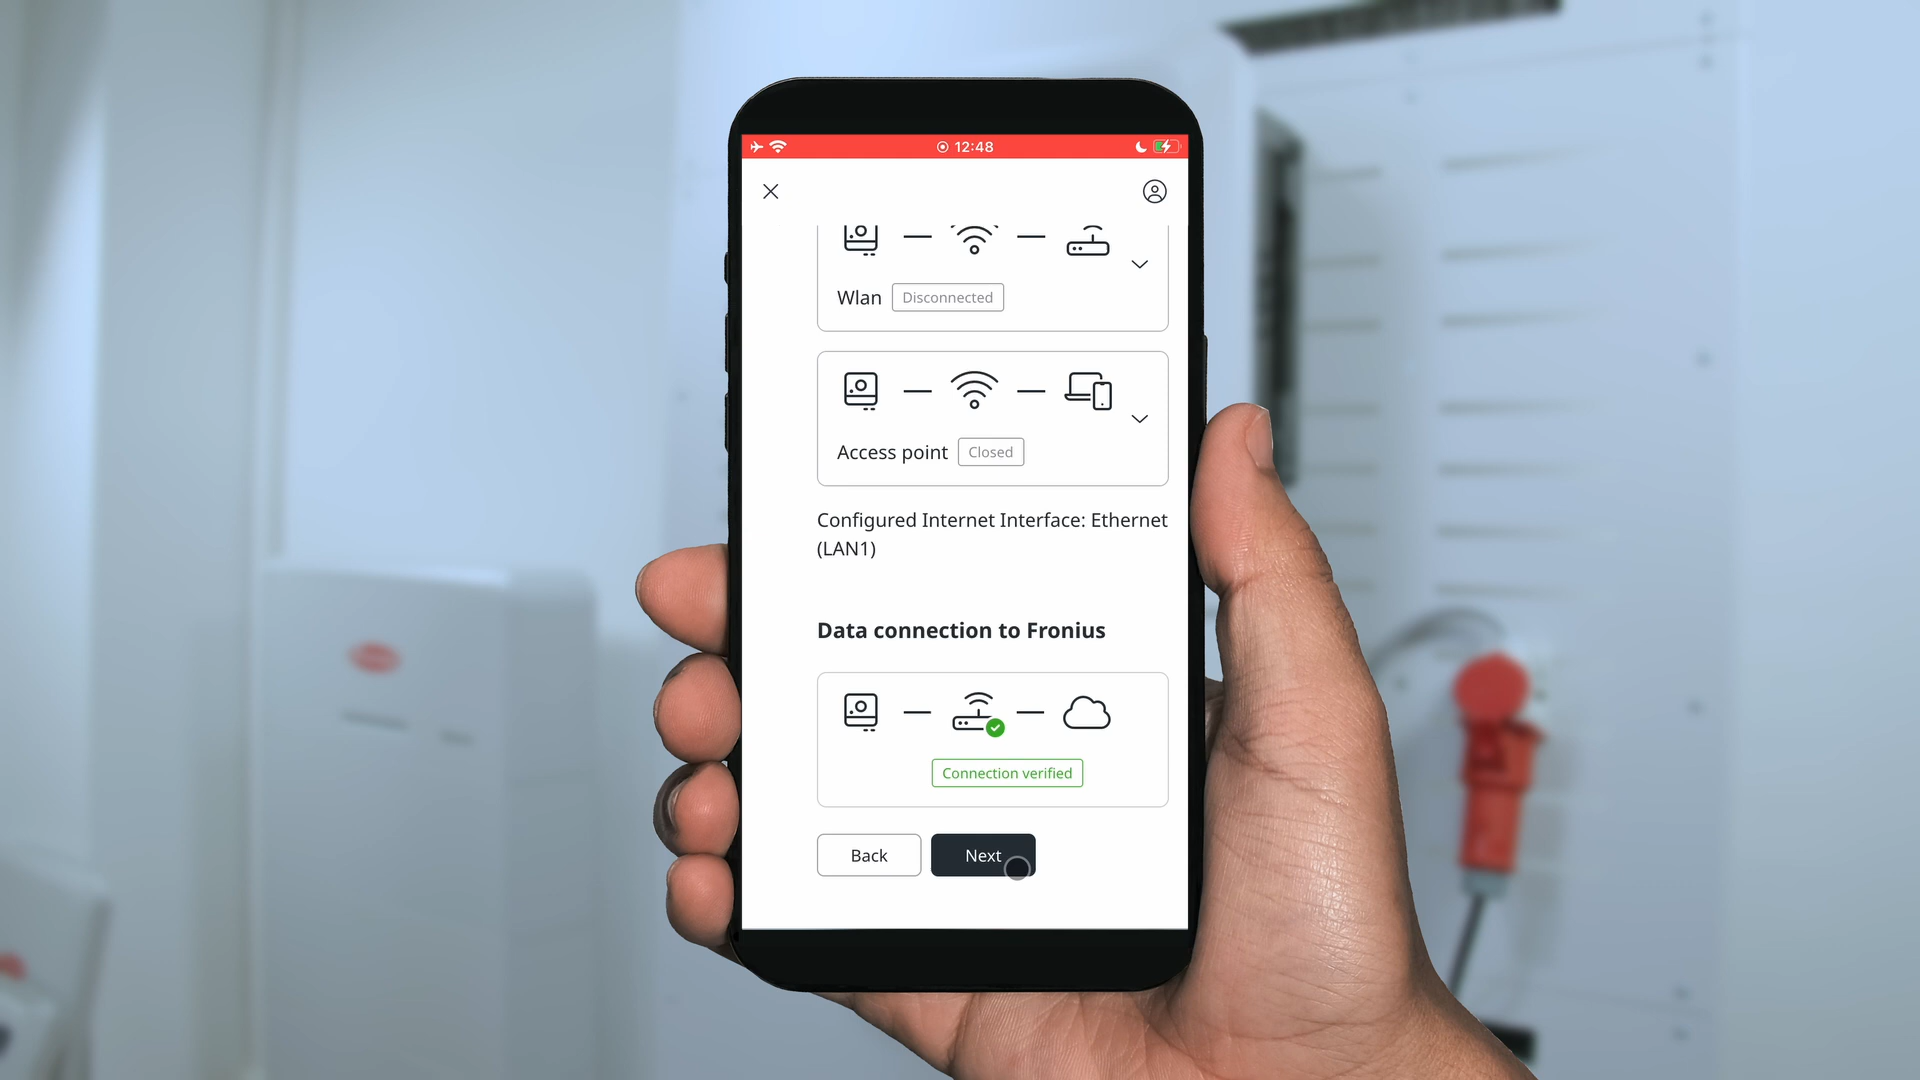 12:48
Wlan Disconnected
Access point Closed
Configured Internet Interface: Ethernet
(LAN1)
Data connection to Fronius
Connection verified
Back Next